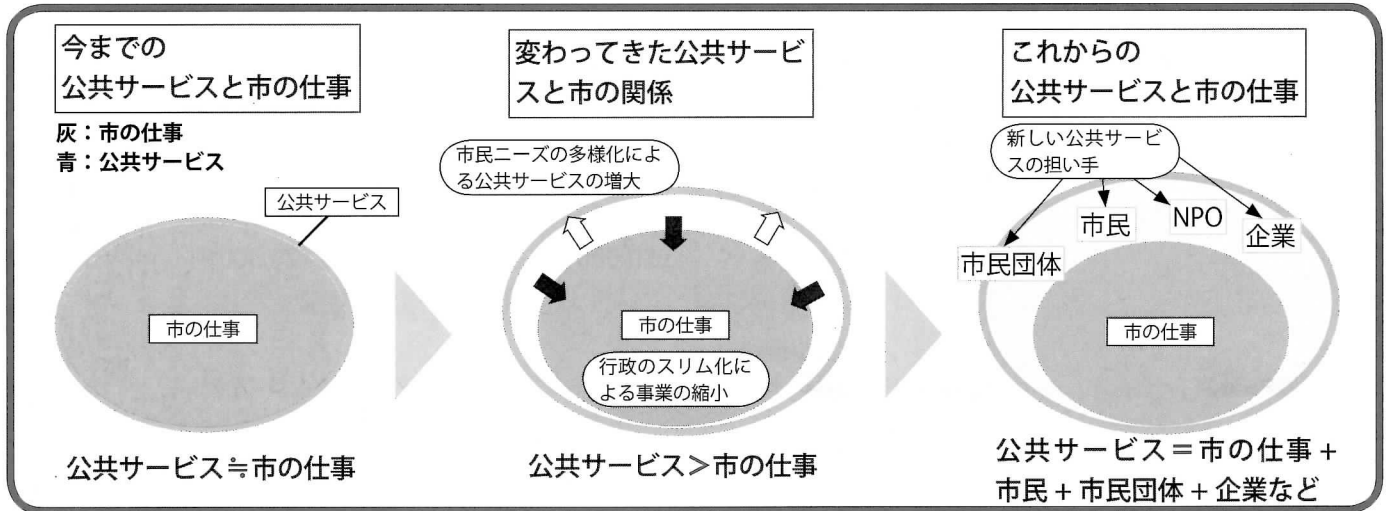 今までの
公共サービスと市の仕事
灰：市の仕事
青：公共サービス
公共サービス
市の仕事
公共サービス≒市の仕事
変わってきた公共サービ
スと市の関係
市民ニーズの多様化によ
る公共サービスの増大
市の仕事
行政のスリム化に
よる事業の縮小
公共サービス＞市の仕事
これからの
公共サービスと市の仕事
新しい公共サービ
スの担い手
市民団体
市民
NPO
企業
市の仕事
公共サービス＝市の仕事＋
市民＋市民団体＋企業など